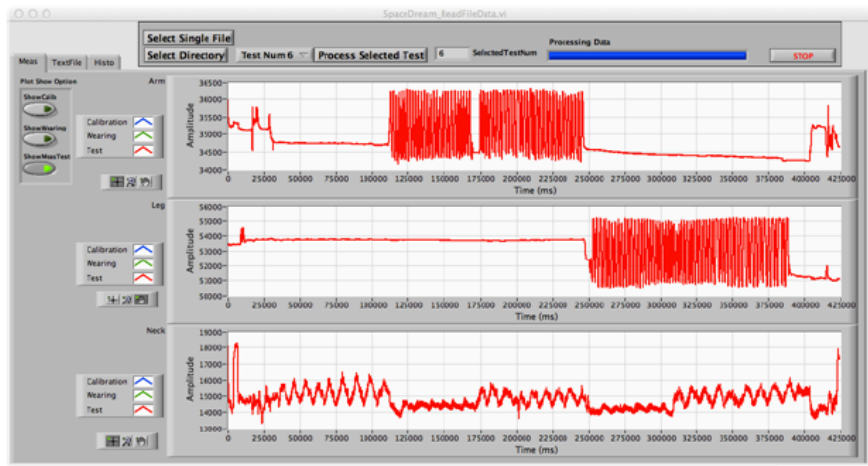 SpaceDream_ReadFileData.vi
Select Single File
Select Directory Test Num 6 Process Selected Test 6 SelectedTestNum Processing Data STOP
Meas TextFile Histo
Plot Show Option
ShowCalib
ShowWearing
ShowMeasTest
Arm
Calibration
Wearing
Test
Amplitude
34500
36000
35000
34500
34000
0 25000 50000 75000 100000 125000 150000 175000 200000 225000 250000 275000 300000 325000 350000 375000 400000 425000
Time (ms)
Leg
Calibration
Wearing
Test
Amplitude
56000
55000
53000
51000
50000
0 25000 50000 75000 100000 125000 150000 175000 200000 225000 250000 275000 300000 325000 350000 375000 400000 425000
Time (ms)
Neck
Calibration
Wearing
Test
Amplitude
19000
18000
17000
16000
15000
14000
13000
0 25000 50000 75000 100000 125000 150000 175000 200000 225000 250000 275000 300000 325000 350000 375000 400000 425000
Time (ms)